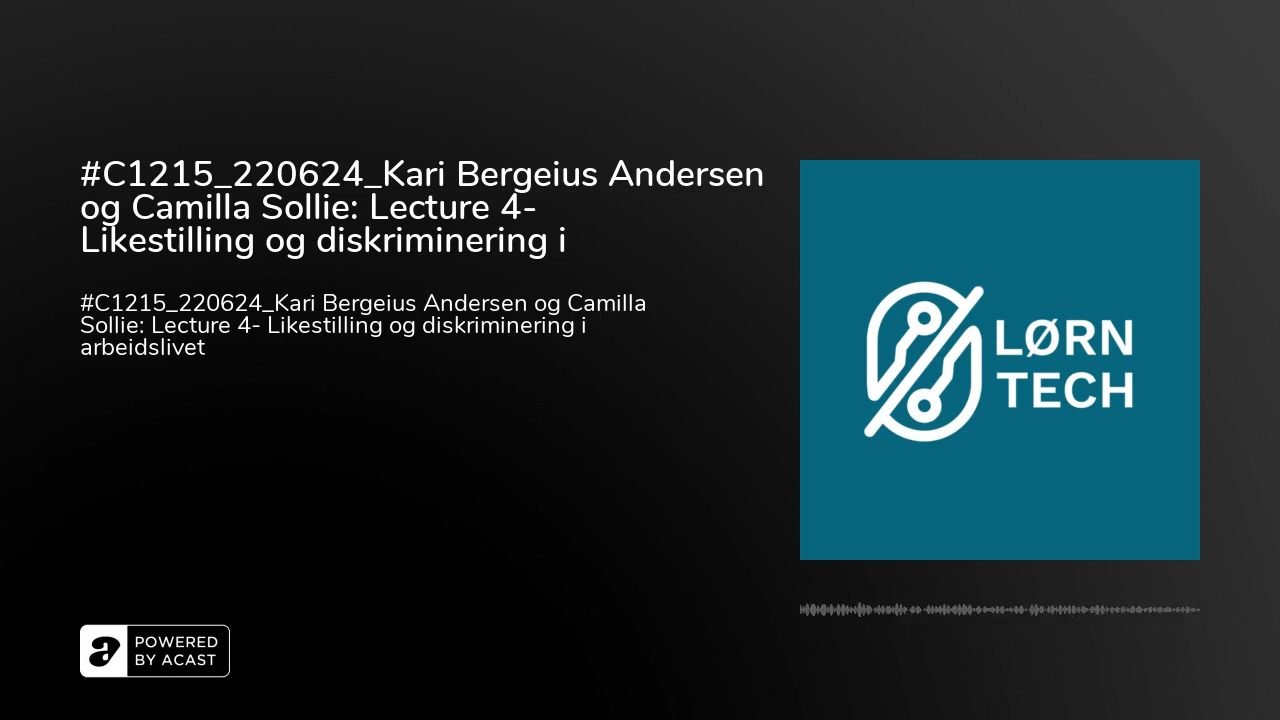 #C1215_220624_Kari Bergeius Andersen
og Camilla Sollie: Lecture 4-
Likestilling og diskriminering i
#C1215_220624_Kari Bergeius Andersen og Camilla
Sollie: Lecture 4- Likestilling og diskriminering i
arbeidslivet
LØRN
TECH
POWERED
BY ACAST